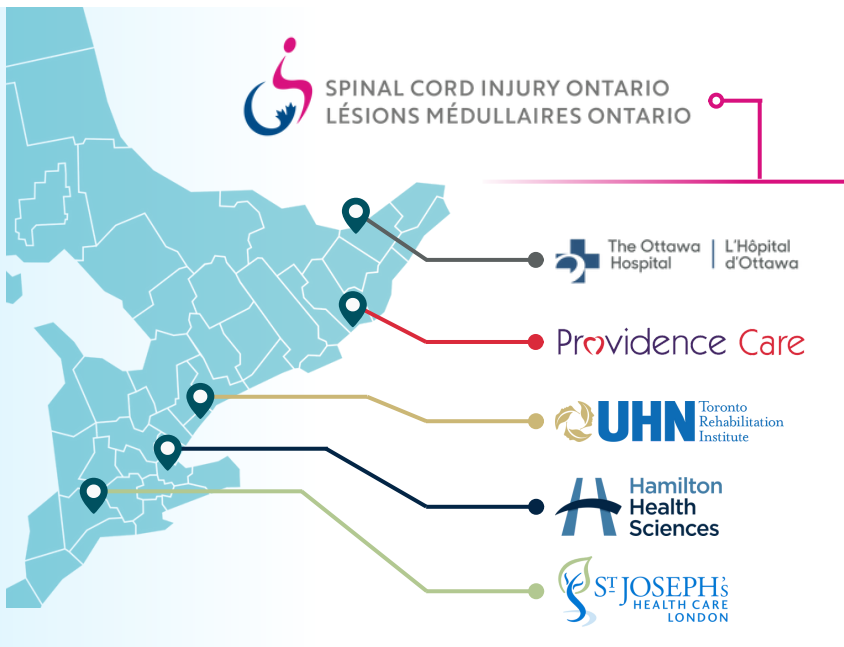 SPINAL CORD INJURY ONTARIO
LÉSIONS MÉDULLAIRES ONTARIO
The Ottawa Hospital
L'Hôpital d'Ottawa
Providence Care
UHN
Toronto
Rehabilitation
Institute
Hamilton
Health
Sciences
ST JOSEPH'S
HEALTH CARE
LONDON